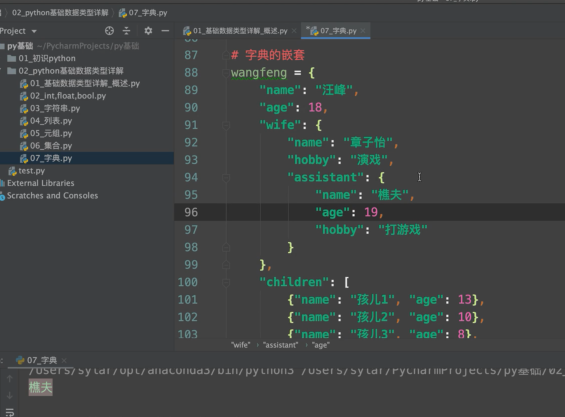 02_python基础数据类型详解 07_字典.py
Project
py基础 ~/PycharmProjects/py基础
01_初识python
02_python基础数据类型详解
01_基础数据类型详解_概述.py
02_int,float,bool.py
03_字符串.py
04_列表.py
05_元组.py
06_集合.py
07_字典.py
test.py
External Libraries
Scratches and Consoles
01_基础数据类型详解_概述.py 07_字典.py
87 # 字典的嵌套
88 wangfeng = {
89 "name": "汪峰",
90 "age": 18,
91 "wife": {
92 "name": "章子怡",
93 "hobby": "演戏",
94 "assistant": {
95 "name": "樵夫",
96 "age": 19,
97 "hobby": "打游戏"
98 }
99 },
100 "children": [
101 {"name": "孩儿1", "age": 13},
102 {"name": "孩儿2", "age": 10},
103 {"name": "孩儿3", "age": 8},
"wife" > "assistant" > "age"
07_字典
/Users/sylar/opt/anaconda3/bin/python3 /Users/sylar/PycharmProjects/py基础/02_
樵夫